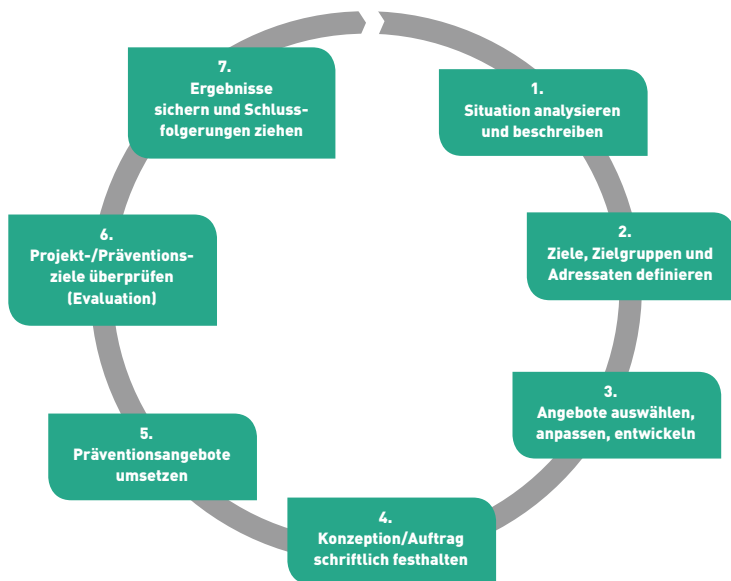 1.
Situation analysieren
und beschreiben
2.
Ziele, Zielgruppen und
Adressaten definieren
3.
Angebote auswählen,
anpassen, entwickeln
4.
Konzeption/Auftrag
schriftlich festhalten
5.
Präventionsangebote
umsetzen
6.
Projekt-/Präventions-
ziele überprüfen
(Evaluation)
7.
Ergebnisse
sichern und Schluss-
folgerungen ziehen